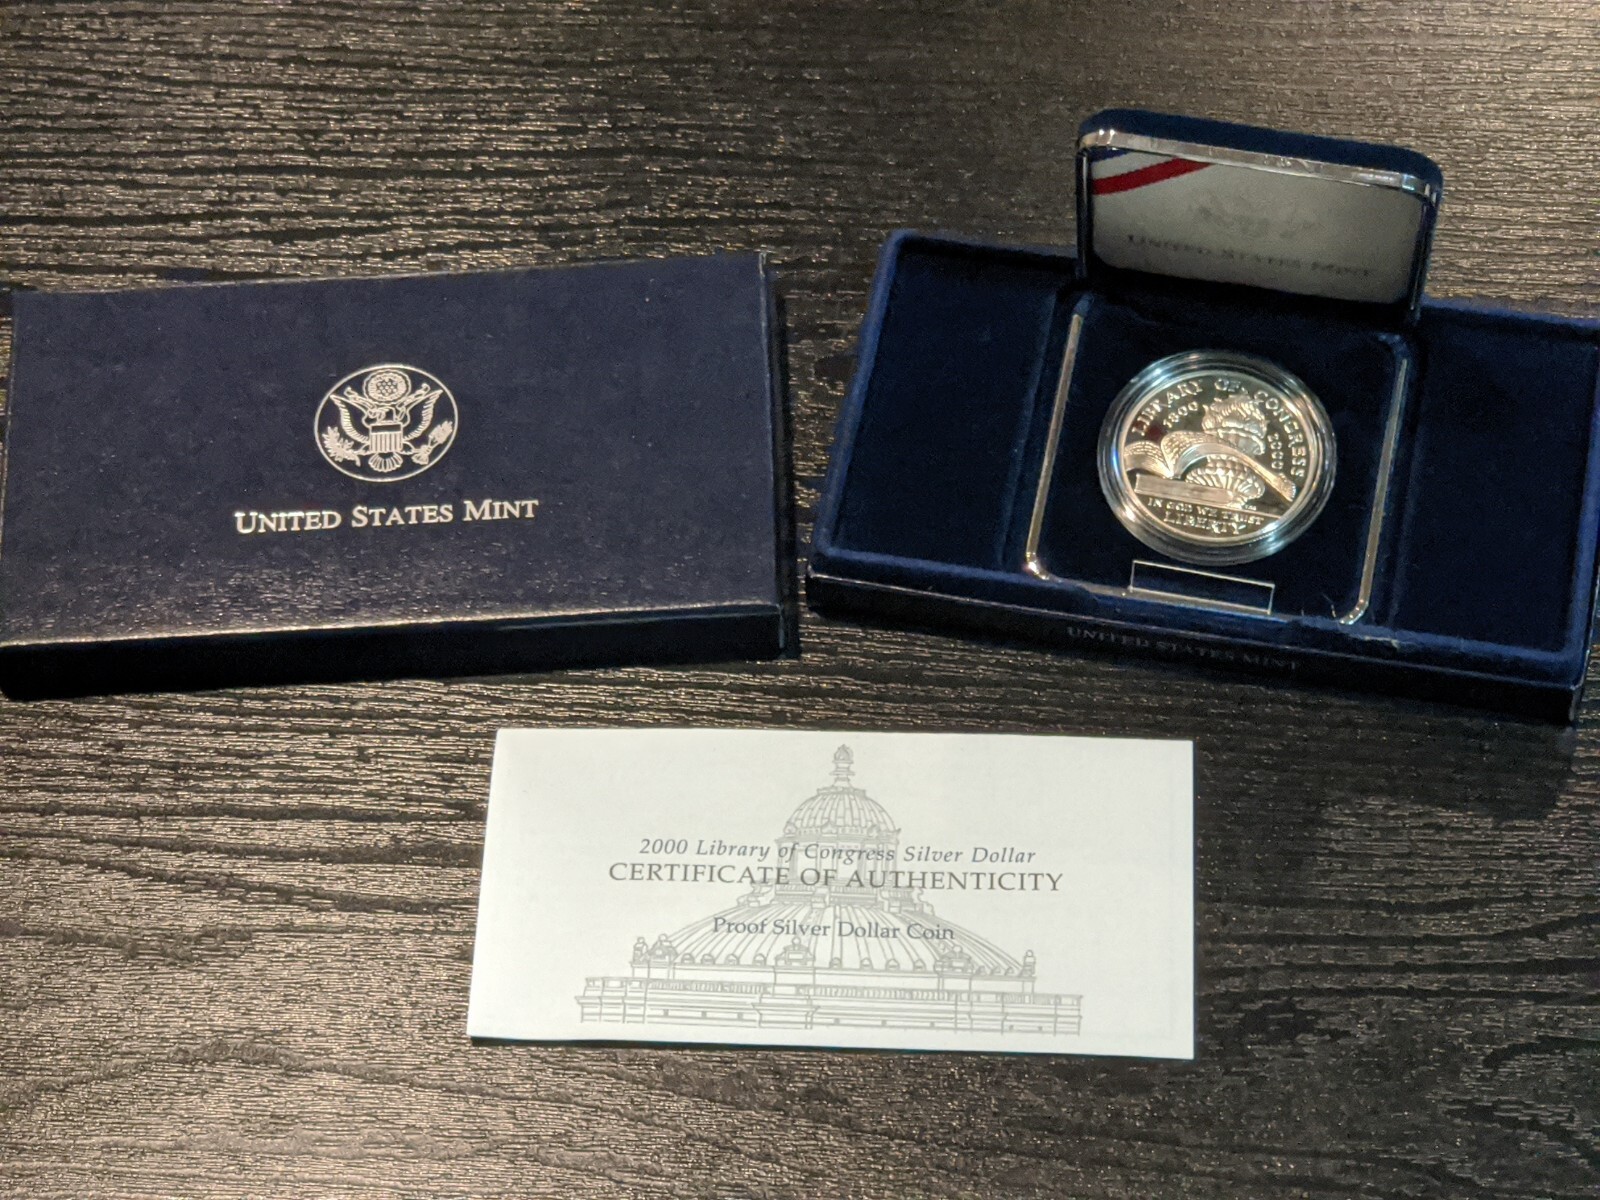 UNITED STATES MINT
UNITED STATES MINT
LIBRARY OF CONGRESS
1800 2000
IN GOD WE TRUST
LIBERTY
UNITED STATES MINT
2000 Library of Congress Silver Dollar
CERTIFICATE OF AUTHENTICITY
Proof Silver Dollar Coin